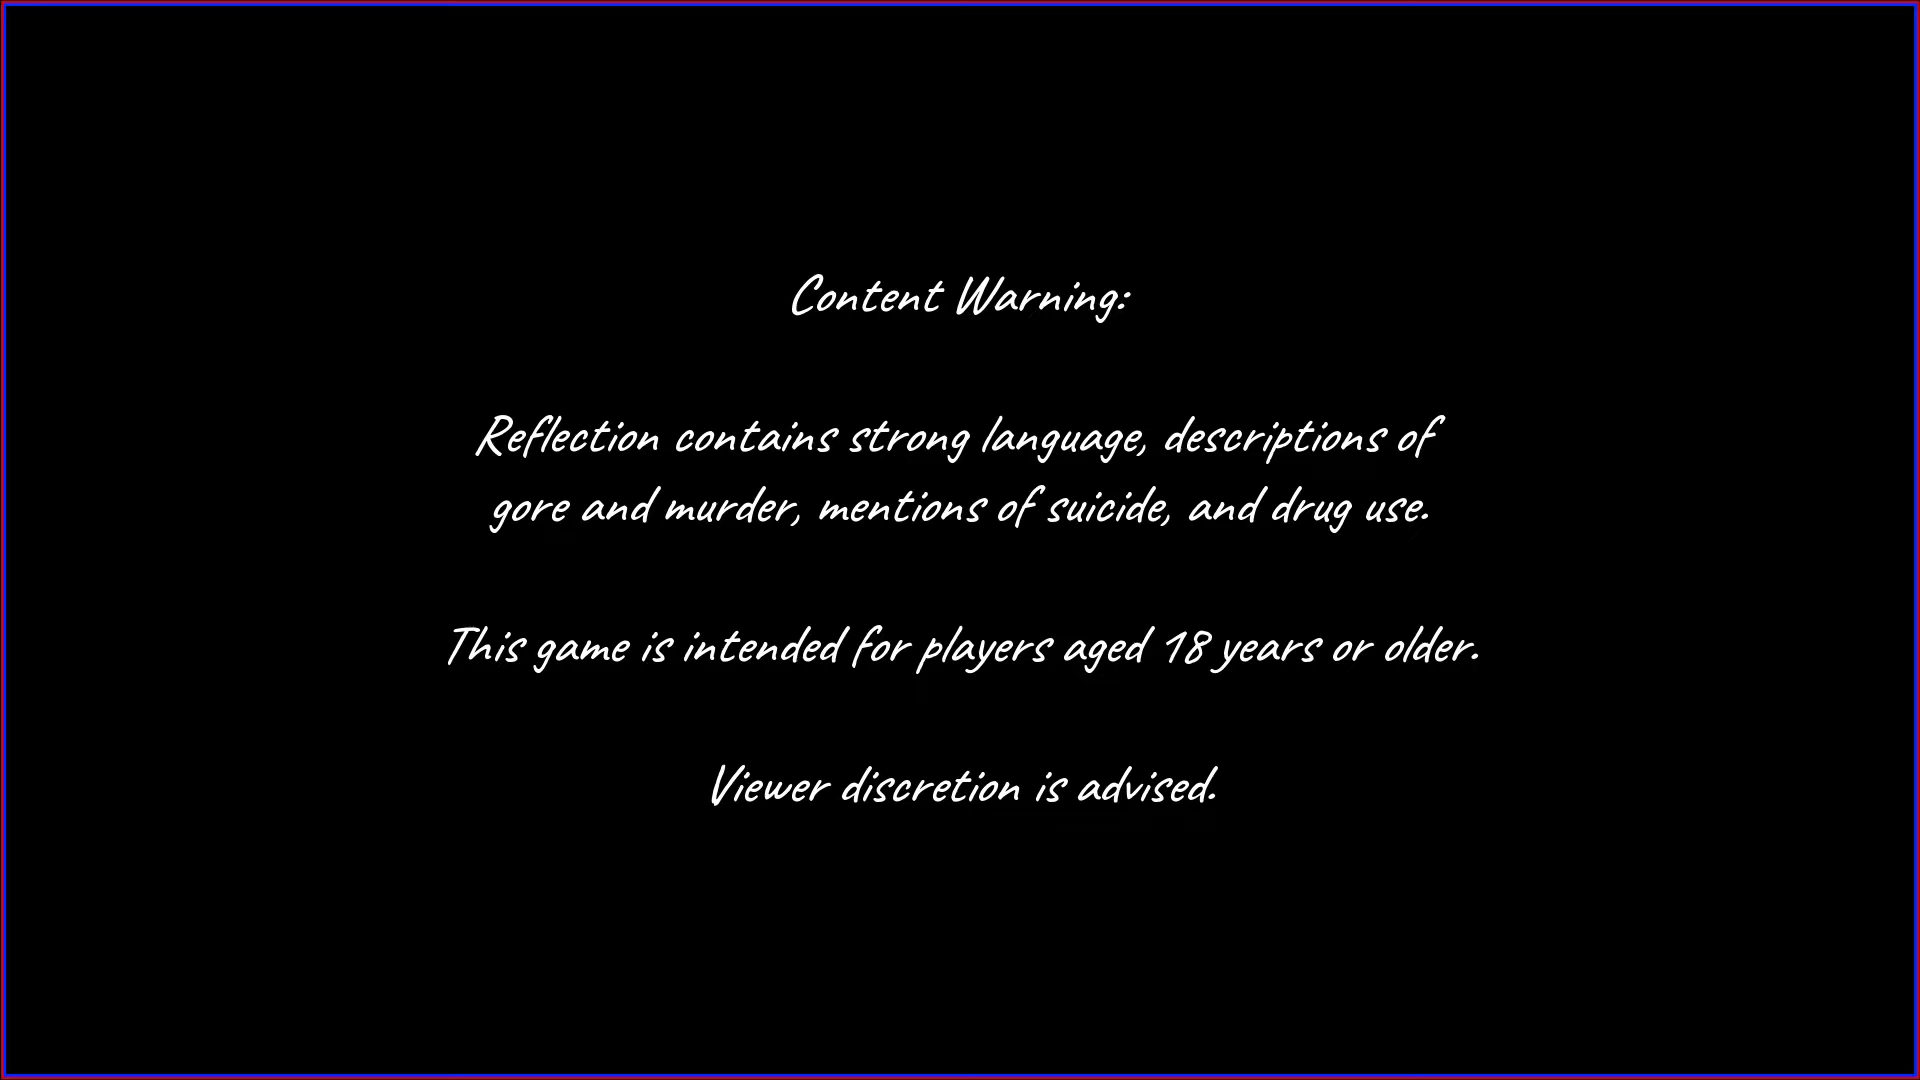 Content Warning:
Reflection contains strong language, descriptions of
gore and murder, mentions of suicide, and drug use.
This game is intended for players aged 18 years or older.
Viewer discretion is advised.